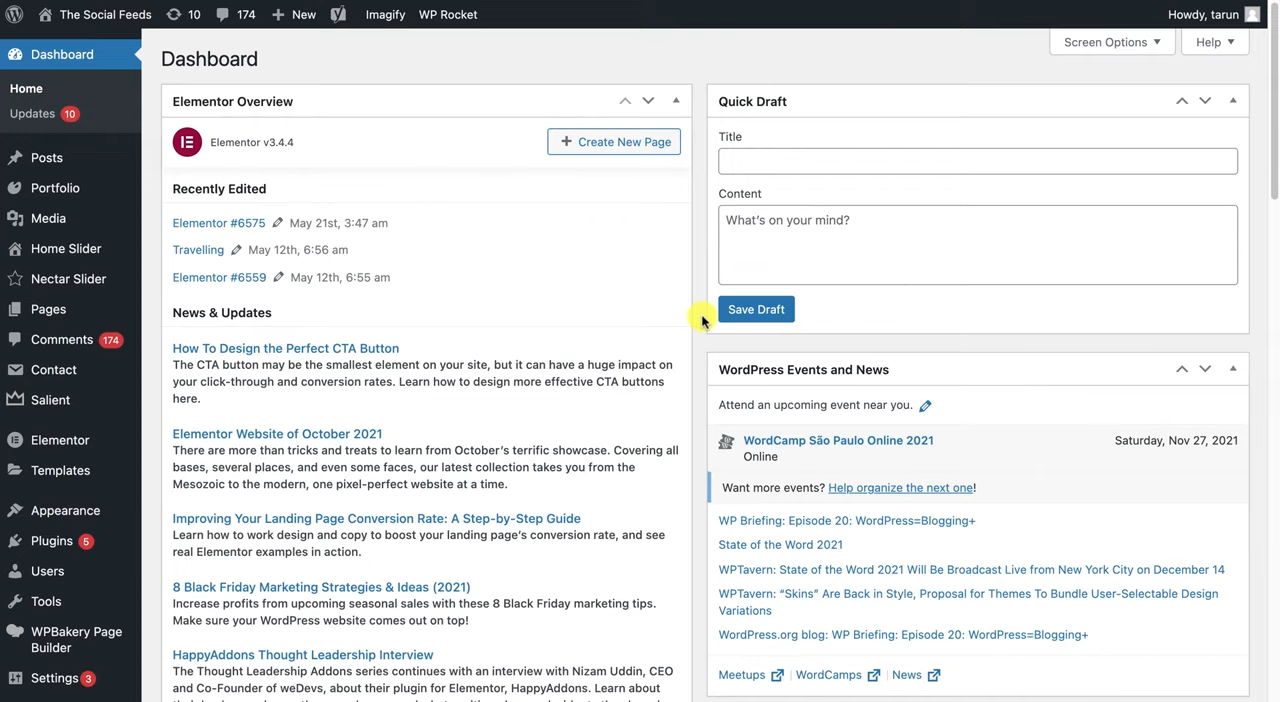 The Social Feeds
10
174
New
Imagify
WP Rocket
Howdy, tarun
Dashboard
Home
Updates 10
Posts
Portfolio
Media
Home Slider
Nectar Slider
Pages
Comments 174
Contact
Salient
Elementor
Templates
Appearance
Plugins 5
Users
Tools
WPBakery Page
Builder
Settings 3
Dashboard
Screen Options
Help
Elementor Overview
Elementor v3.4.4
Create New Page
Recently Edited
Elementor #6575 May 21st, 3:47 am
Travelling May 12th, 6:56 am
Elementor #6559 May 12th, 6:55 am
News & Updates
How To Design the Perfect CTA Button
The CTA button may be the smallest element on your site, but it can have a huge impact on
your click-through and conversion rates. Learn how to design more effective CTA buttons
here.
Elementor Website of October 2021
There are more than tricks and treats to learn from October's terrific showcase. Covering all
bases, several places, and even some faces, our latest collection takes you from the
Mesozoic to the modern, one pixel-perfect website at a time.
Improving Your Landing Page Conversion Rate: A Step-by-Step Guide
Learn how to work design and copy to boost your landing page's conversion rate, and see
real Elementor examples in action.
8 Black Friday Marketing Strategies & Ideas (2021)
Increase profits from upcoming seasonal sales with these 8 Black Friday marketing tips.
Make sure your WordPress website comes out on top!
HappyAddons Thought Leadership Interview
The Thought Leadership Addons series continues with an interview with Nizam Uddin, CEO
and Co-Founder of weDevs, about their plugin for Elementor, HappyAddons. Learn about
Quick Draft
Title
Content
What's on your mind?
Save Draft
WordPress Events and News
Attend an upcoming event near you.
WordCamp São Paulo Online 2021 Saturday, Nov 27, 2021
Online
Want more events? Help organize the next one!
WP Briefing: Episode 20: WordPress=Blogging+
State of the Word 2021
WPTavern: State of the Word 2021 Will Be Broadcast Live from New York City on December 14
WPTavern: “Skins” Are Back in Style, Proposal for Themes To Bundle User-Selectable Design
Variations
WordPress.org blog: WP Briefing: Episode 20: WordPress=Blogging+
Meetups | WordCamps | News